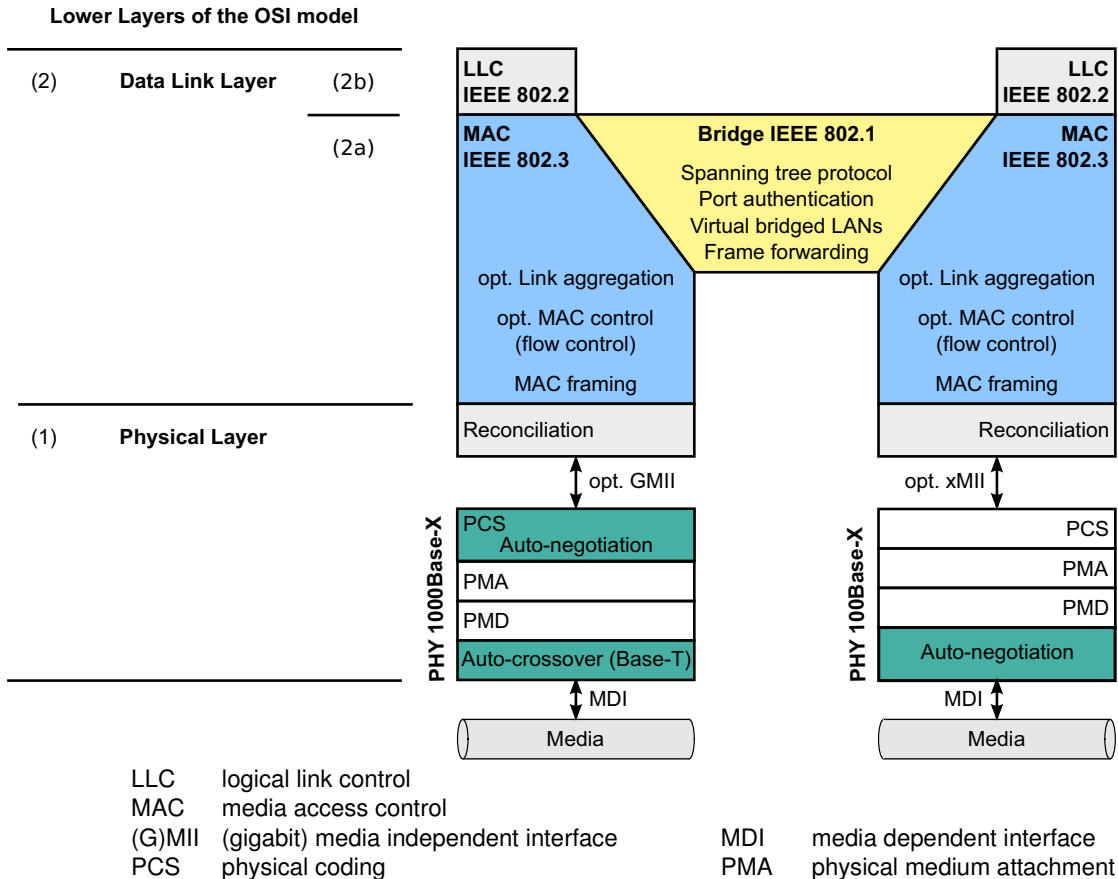 Lower Layers of the OSI model
(2) Data Link Layer (2b)
(2a)
LLC
IEEE 802.2
LLC
IEEE 802.2
MAC
IEEE 802.3
Bridge IEEE 802.1
Spanning tree protocol
Port authentication
Virtual bridged LANs
Frame forwarding
MAC
IEEE 802.3
opt. Link aggregation
opt. MAC control
(flow control)
MAC framing
opt. Link aggregation
opt. MAC control
(flow control)
MAC framing
(1) Physical Layer
Reconciliation
Reconciliation
opt. GMII
opt. xMII
PHY 1000Base-X
PCS
Auto-negotiation
PMA
PMD
Auto-crossover (Base-T)
PHY 100Base-X
PCS
PMA
PMD
Auto-negotiation
MDI
MDI
Media
Media
LLC logical link control
MAC media access control
(G)MII (gigabit) media independent interface
PCS physical coding
MDI media dependent interface
PMA physical medium attachment